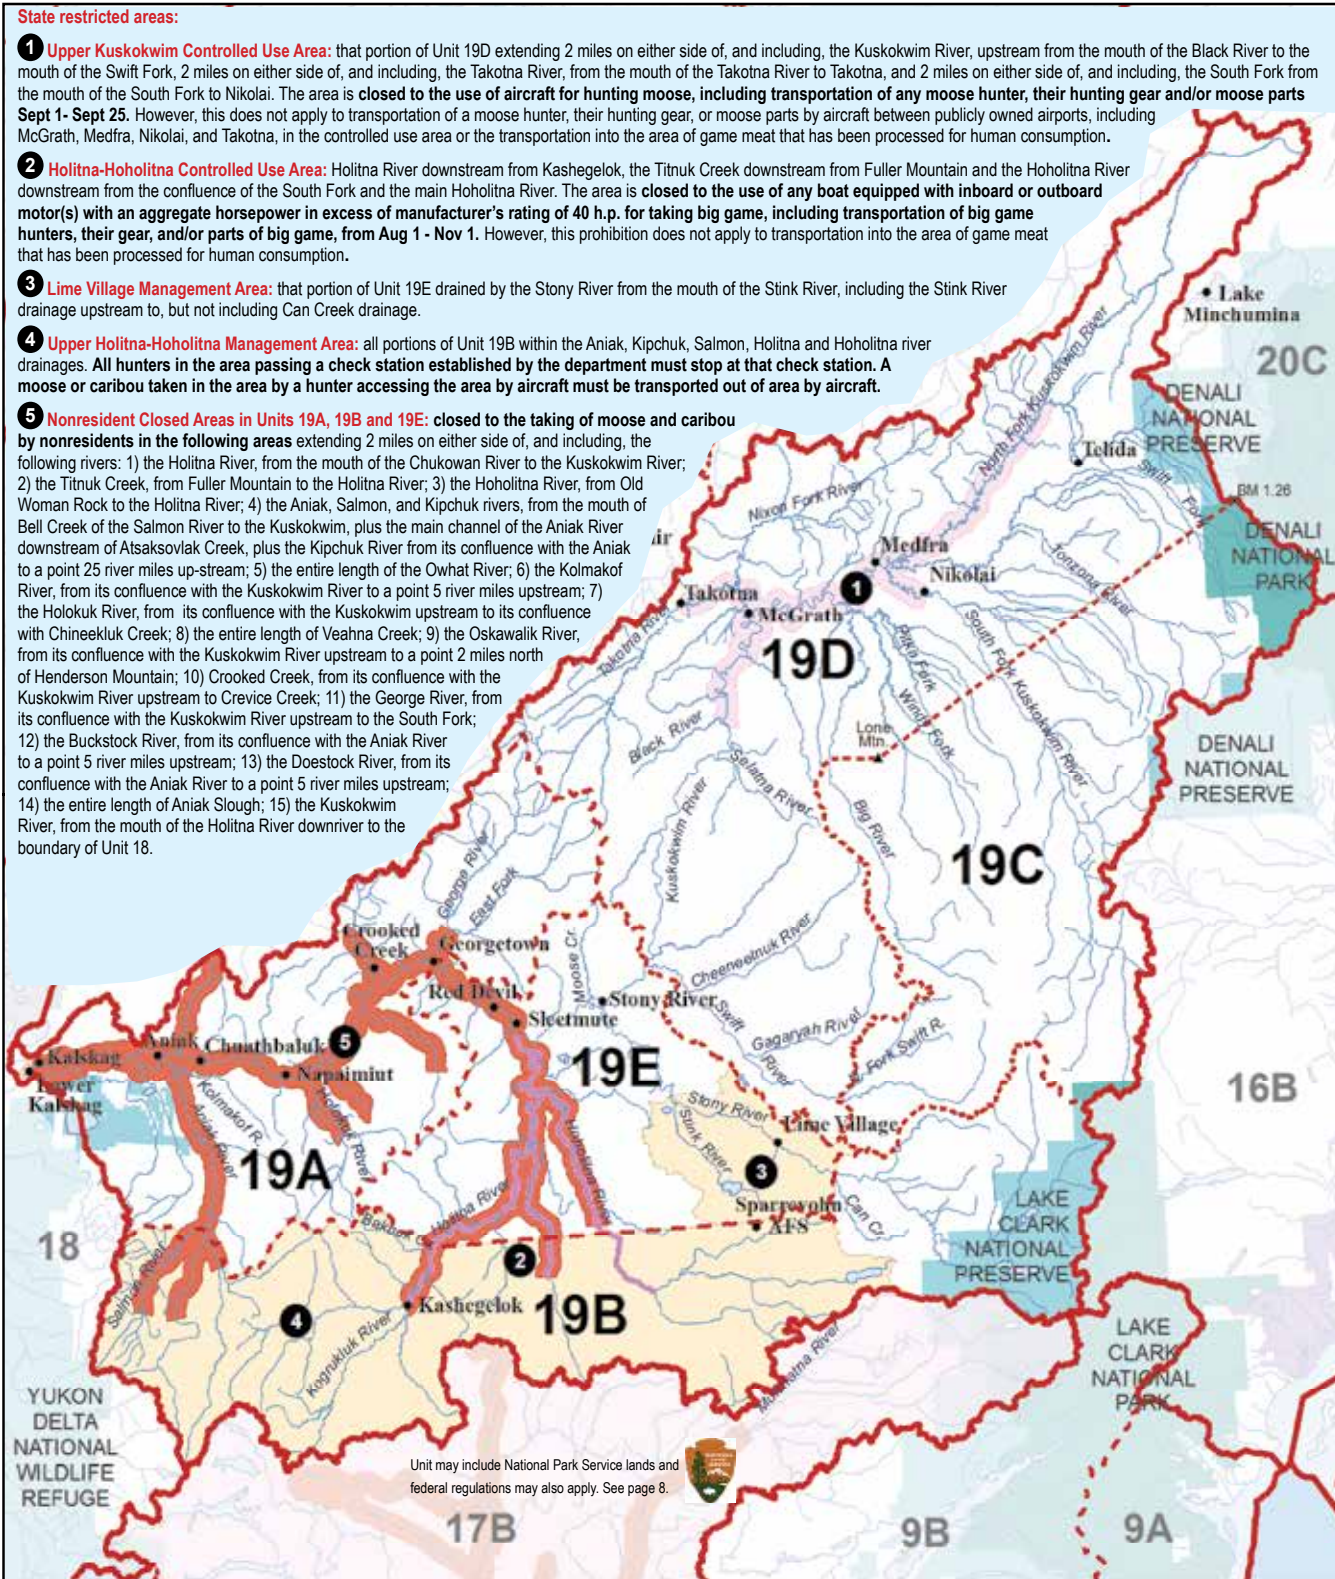 State restricted areas:
1 Upper Kuskokwim Controlled Use Area: that portion of Unit 19D extending 2 miles on either side of, and including, the Kuskokwim River, upstream from the mouth of the Black River to the
mouth of the Swift Fork, 2 miles on either side of, and including, the Takotna River, from the mouth of the Takotna River to Takotna, and 2 miles on either side of, and including, the South Fork from
the mouth of the South Fork to Nikolai. The area is closed to the use of aircraft for hunting moose, including transportation of any moose hunter, their hunting gear and/or moose parts
Sept 1- Sept 25. However, this does not apply to transportation of a moose hunter, their hunting gear, or moose parts by aircraft between publicly owned airports, including
McGrath, Medfra, Nikolai, and Takotna, in the controlled use area or the transportation into the area of game meat that has been processed for human consumption.
2 Holitna-Hoholitna Controlled Use Area: Holitna River downstream from Kashegelok, the Titnuk Creek downstream from Fuller Mountain and the Hoholitna River
downstream from the confluence of the South Fork and the main Hoholitna River. The area is closed to the use of any boat equipped with inboard or outboard
motor(s) with an aggregate horsepower in excess of manufacturer's rating of 40 h.p. for taking big game, including transportation of big game
hunters, their gear, and/or parts of big game, from Aug 1 - Nov 1. However, this prohibition does not apply to transportation into the area of game meat
that has been processed for human consumption.
3 Lime Village Management Area: that portion of Unit 19E drained by the Stony River from the mouth of the Stink River, including the Stink River
drainage upstream to, but not including Can Creek drainage.
4 Upper Holitna-Hoholitna Management Area: all portions of Unit 19B within the Aniak, Kipchuk, Salmon, Holitna and Hoholitna river
drainages. All hunters in the area passing a check station established by the department must stop at that check station. A
moose or caribou taken in the area by a hunter accessing the area by aircraft must be transported out of area by aircraft.
5 Nonresident Closed Areas in Units 19A, 19B and 19E: closed to the taking of moose and caribou
by nonresidents in the following areas extending 2 miles on either side of, and including, the
following rivers: 1) the Holitna River, from the mouth of the Chukowan River to the Kuskokwim River;
2) the Titnuk Creek, from Fuller Mountain to the Holitna River; 3) the Hoholitna River, from Old
Woman Rock to the Holitna River; 4) the Aniak, Salmon, and Kipchuk rivers, from the mouth of
Bell Creek of the Salmon River to the Kuskokwim, plus the main channel of the Aniak River
downstream of Atsaksovlak Creek, plus the Kipchuk River from its confluence with the Aniak
to a point 25 river miles up-stream; 5) the entire length of the Owhat River; 6) the Kolmakof
River, from its confluence with the Kuskokwim River to a point 5 river miles upstream; 7)
the Holokuk River, from its confluence with the Kuskokwim upstream to its confluence
with Chineekluk Creek; 8) the entire length of Veahna Creek; 9) the Oskawalik River,
from its confluence with the Kuskokwim River upstream to a point 2 miles north
of Henderson Mountain; 10) Crooked Creek, from its confluence with the
Kuskokwim River upstream to Crevice Creek; 11) the George River, from
its confluence with the Kuskokwim River upstream to the South Fork;
12) the Buckstock River, from its confluence with the Aniak River
to a point 5 river miles upstream; 13) the Doestock River, from its
confluence with the Aniak River to a point 5 river miles upstream;
14) the entire length of Aniak Slough; 15) the Kuskokwim
River, from the mouth of the Holitna River downriver to the
boundary of Unit 18.
Lake
Minchumina
20C
DENALI
NATIONAL
PRESERVE
North Fork Kuskokwim River
Telida
Swift Fork
BM 1.26
DENALI
NATIONAL
PARK
Nixon Fork River
Medfra
Nikolai
Tonzona River
1
Takotna
McGrath
Takotna River
19D
Pitka Fork
Windy Fork
South Fork Kuskokwim River
Black River
Selatna River
Lone
Mtn.
DENALI
NATIONAL
PRESERVE
Kuskokwim River
Big River
19C
George River
East Fork
Crooked
Creek
Georgetown
Moose Cr.
Cheeneetnuk River
Red Devil
Stony River
Sleetmute
Swift River
Gagaryah River
Fork Swift R.
Kalskag
Lower
Kalskag
Aniak
Chuathbaluk
5
Napaimiut
19E
16B
Kolmakof R.
Aniak River
Holokuk River
Stony River
Stink River
Lime Village
19A
Hoholitna River
3
Sparrevohn
AFS
Can Cr.
LAKE
CLARK
NATIONAL
PRESERVE
Holitna River
18
Salmon River
2
4
Kashegelok
19B
Kogrukluk River
Mulchatna River
LAKE
CLARK
NATIONAL
PARK
YUKON
DELTA
NATIONAL
WILDLIFE
REFUGE
Unit may include National Park Service lands and
federal regulations may also apply. See page 8.
17B
9B
9A